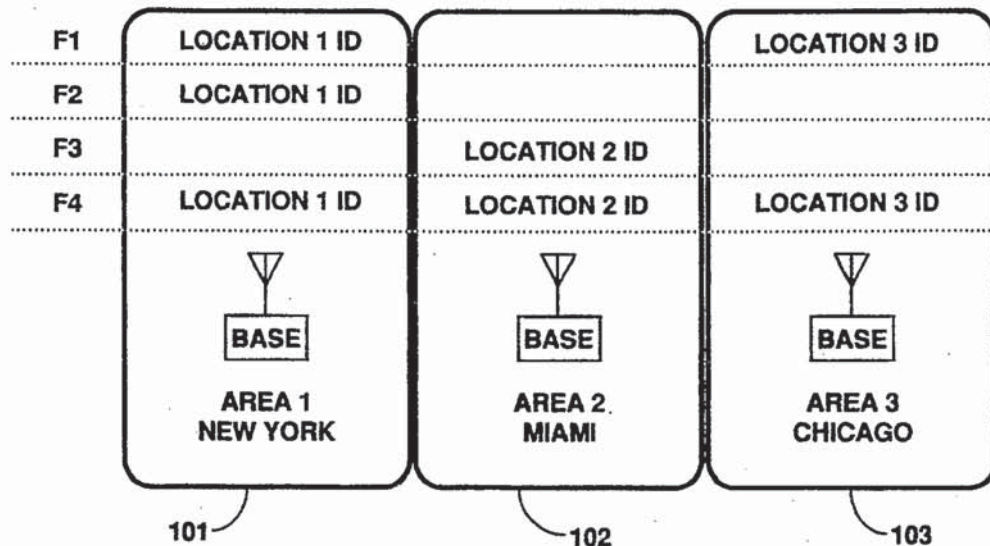 F1 LOCATION 1 ID LOCATION 3 ID
F2 LOCATION 1 ID
F3 LOCATION 2 ID
F4 LOCATION 1 ID LOCATION 2 ID LOCATION 3 ID
BASE BASE BASE
AREA 1 AREA 2 AREA 3
NEW YORK MIAMI CHICAGO
101 102 103